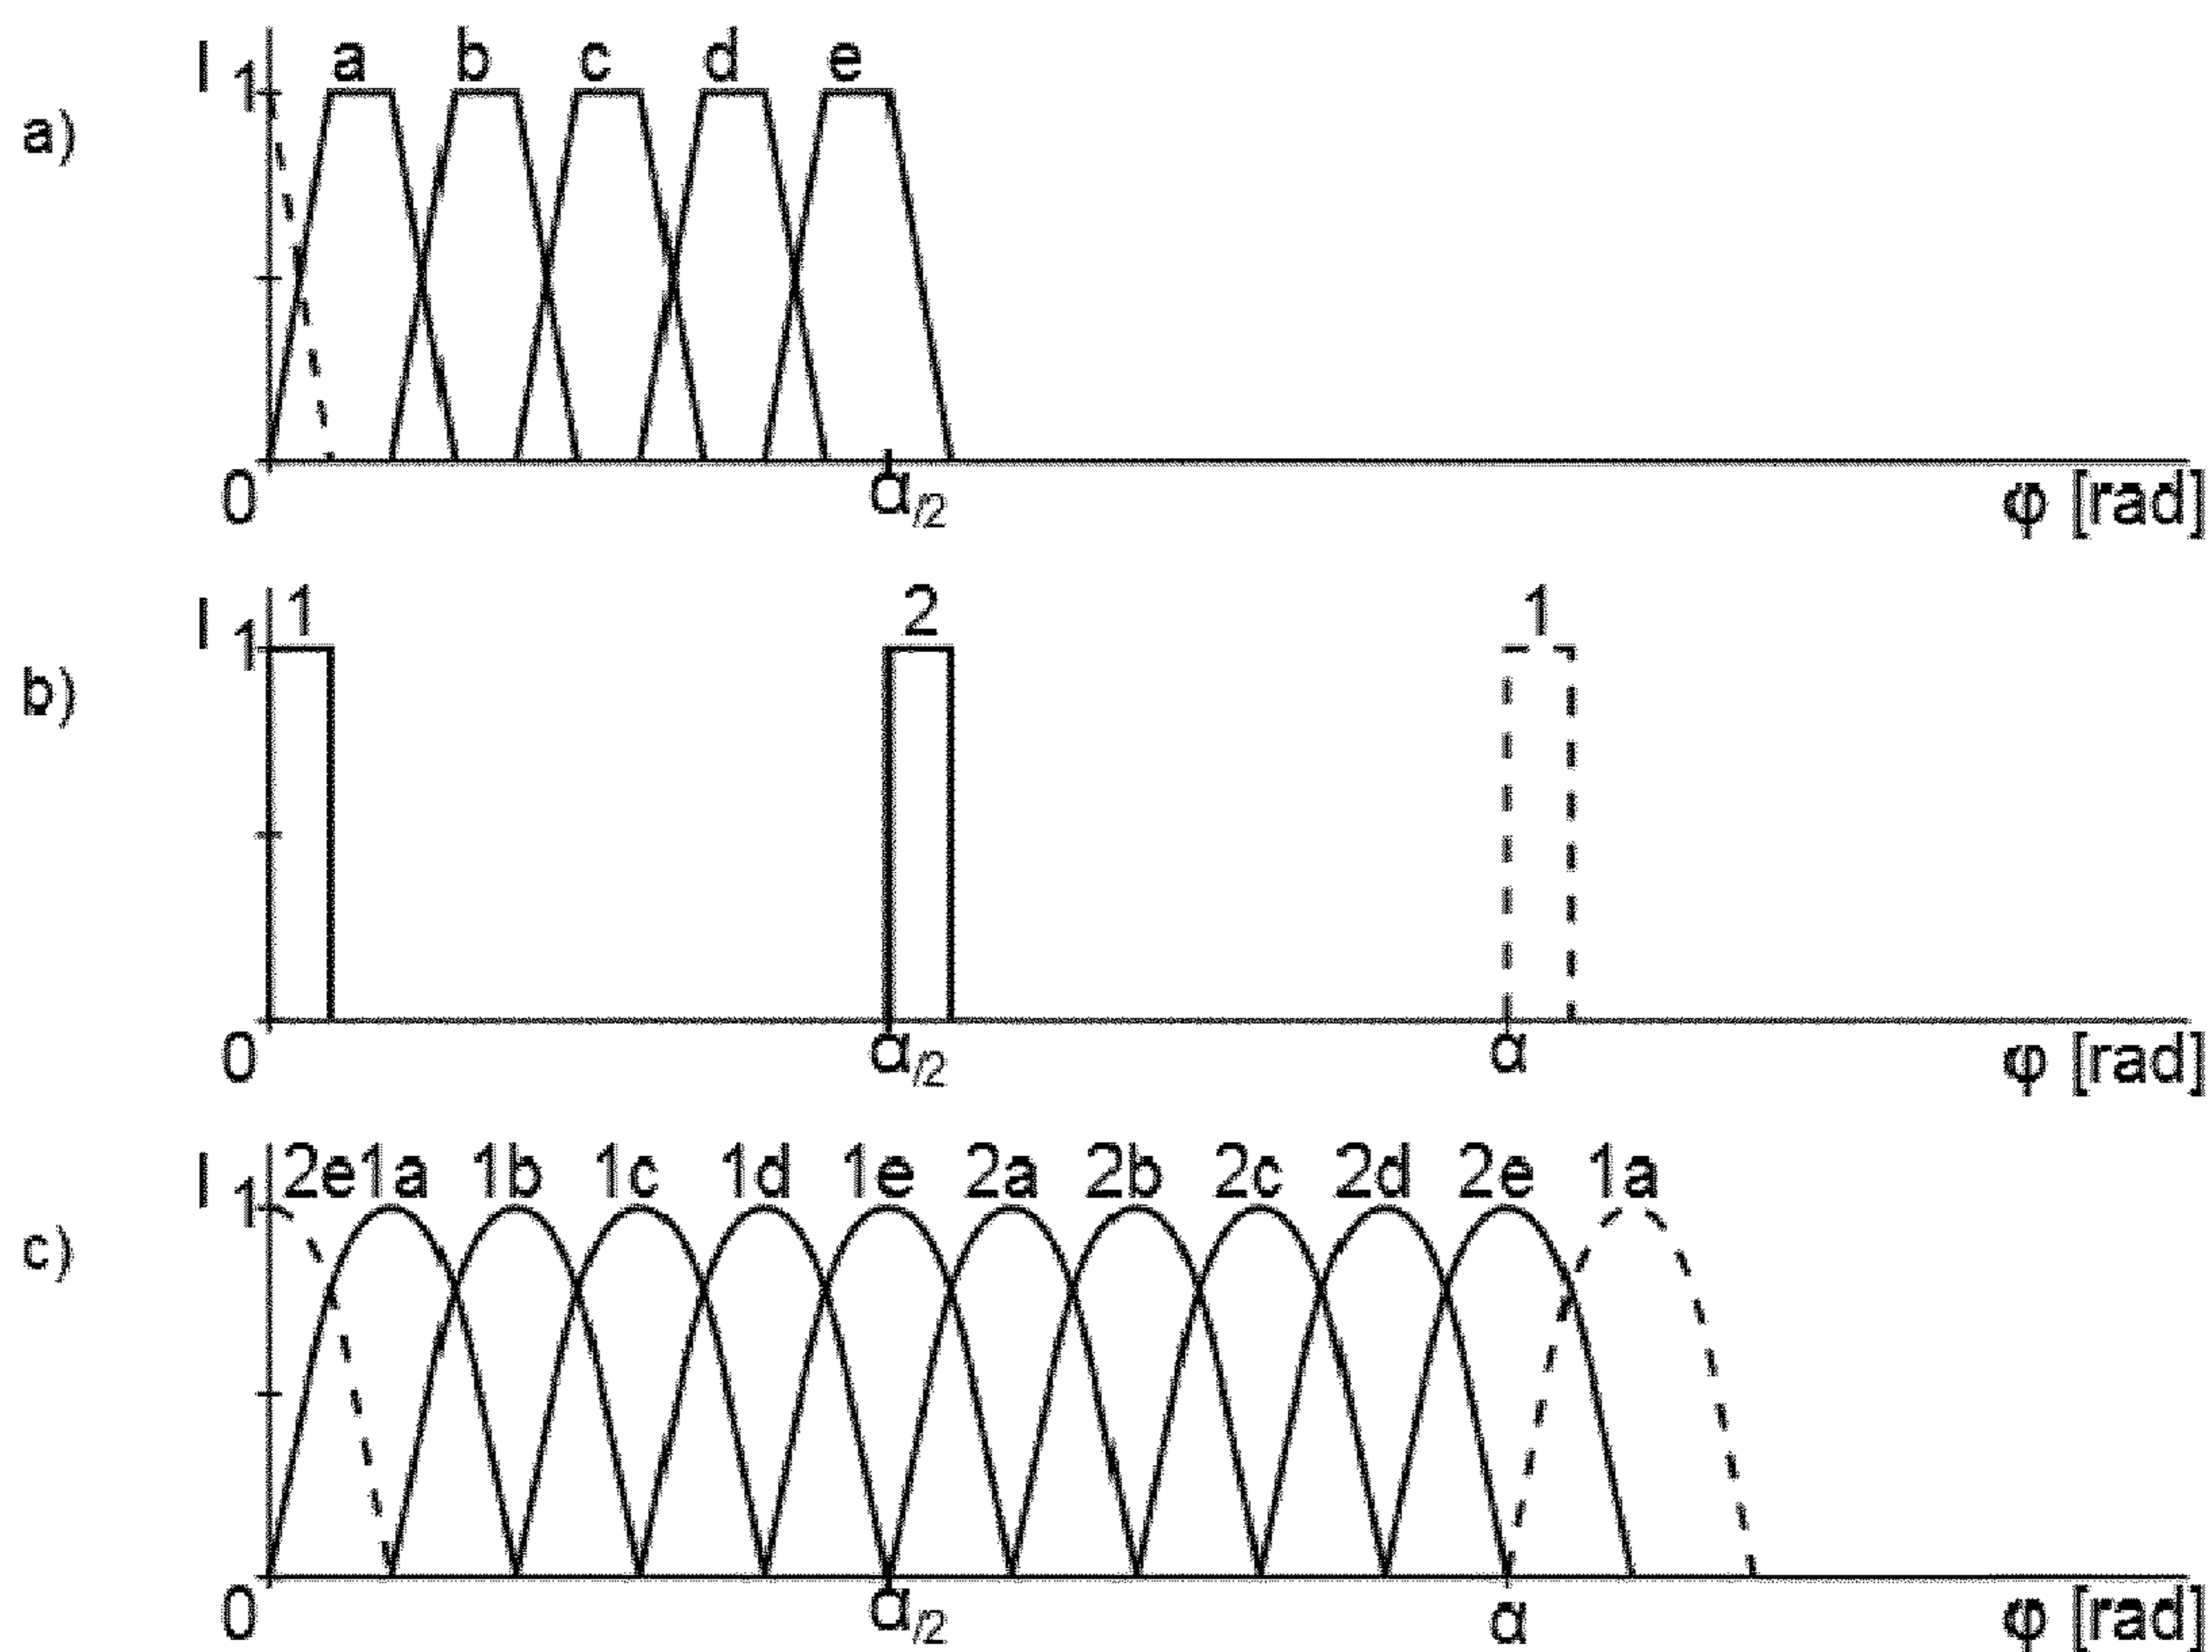 a)
I 1 a b c d e
0 α/2 φ [rad]
b)
I 1 1 2 1
0 α/2 α φ [rad]
c)
I 1 2e 1a 1b 1c 1d 1e 2a 2b 2c 2d 2e 1a
0 α/2 α φ [rad]